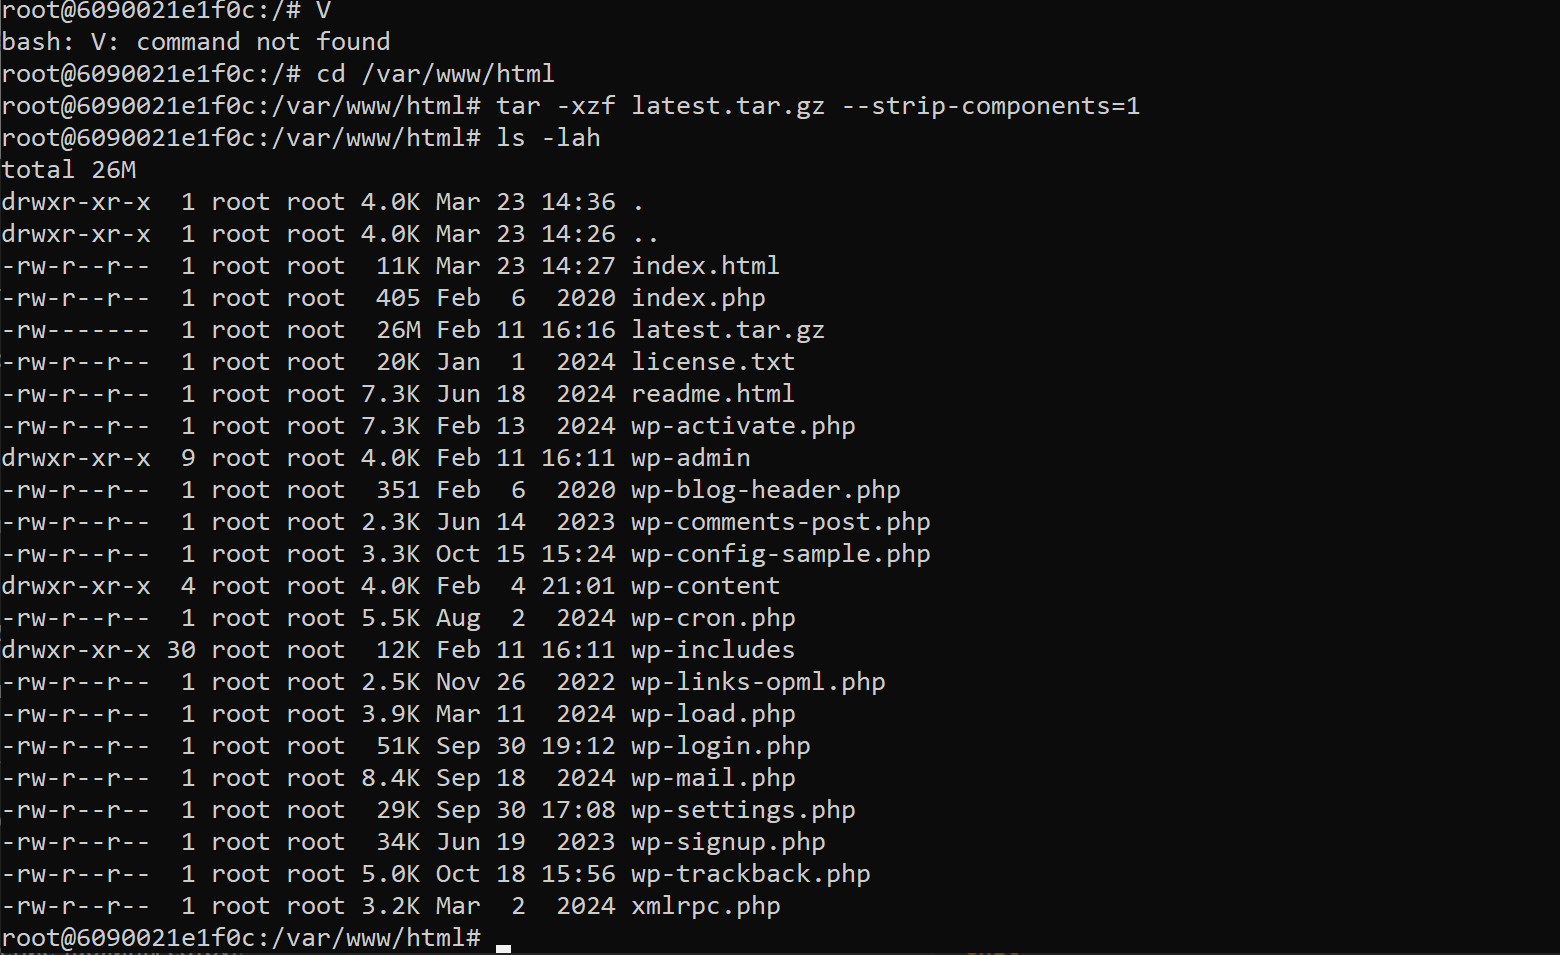 root@6090021e1f0c:/# V
bash: V: command not found
root@6090021e1f0c:/# cd /var/www/html
root@6090021e1f0c:/var/www/html# tar -xzf latest.tar.gz --strip-components=1
root@6090021e1f0c:/var/www/html# ls -lah
total 26M
drwxr-xr-x  1 root root 4.0K Mar 23 14:36 .
drwxr-xr-x  1 root root 4.0K Mar 23 14:26 ..
-rw-r--r--  1 root root  11K Mar 23 14:27 index.html
-rw-r--r--  1 root root  405 Feb  6  2020 index.php
-rw-------  1 root root  26M Feb 11 16:16 latest.tar.gz
-rw-r--r--  1 root root  20K Jan  1  2024 license.txt
-rw-r--r--  1 root root 7.3K Jun 18  2024 readme.html
-rw-r--r--  1 root root 7.3K Feb 13  2024 wp-activate.php
drwxr-xr-x  9 root root 4.0K Feb 11 16:11 wp-admin
-rw-r--r--  1 root root  351 Feb  6  2020 wp-blog-header.php
-rw-r--r--  1 root root 2.3K Jun 14  2023 wp-comments-post.php
-rw-r--r--  1 root root 3.3K Oct 15 15:24 wp-config-sample.php
drwxr-xr-x  4 root root 4.0K Feb  4 21:01 wp-content
-rw-r--r--  1 root root 5.5K Aug  2  2024 wp-cron.php
drwxr-xr-x 30 root root  12K Feb 11 16:11 wp-includes
-rw-r--r--  1 root root 2.5K Nov 26  2022 wp-links-opml.php
-rw-r--r--  1 root root 3.9K Mar 11  2024 wp-load.php
-rw-r--r--  1 root root  51K Sep 30 19:12 wp-login.php
-rw-r--r--  1 root root 8.4K Sep 18  2024 wp-mail.php
-rw-r--r--  1 root root  29K Sep 30 17:08 wp-settings.php
-rw-r--r--  1 root root  34K Jun 19  2023 wp-signup.php
-rw-r--r--  1 root root 5.0K Oct 18 15:56 wp-trackback.php
-rw-r--r--  1 root root 3.2K Mar  2  2024 xmlrpc.php
root@6090021e1f0c:/var/www/html#